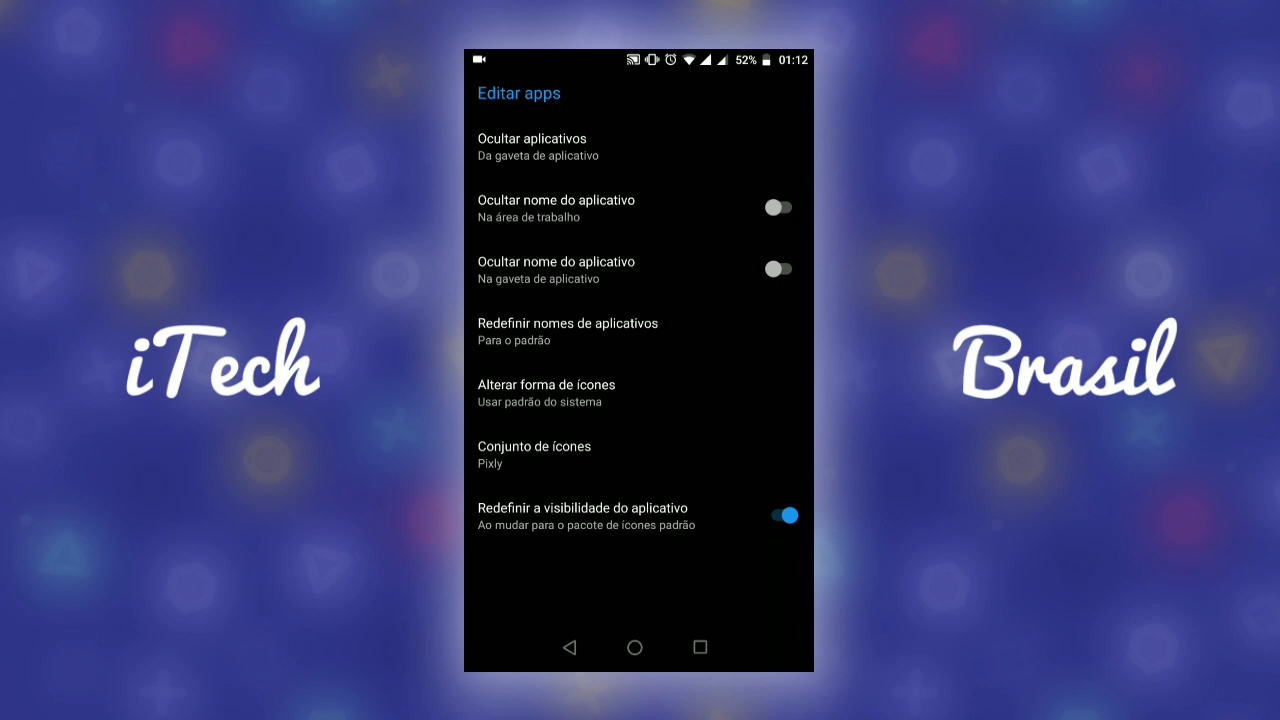 52% 01:12
Editar apps
Ocultar aplicativos
Da gaveta de aplicativo
Ocultar nome do aplicativo
Na área de trabalho
Ocultar nome do aplicativo
Na gaveta de aplicativo
Redefinir nomes de aplicativos
Para o padrão
iTech
Brasil
Alterar forma de ícones
Usar padrão do sistema
Conjunto de ícones
Pixly
Redefinir a visibilidade do aplicativo
Ao mudar para o pacote de ícones padrão